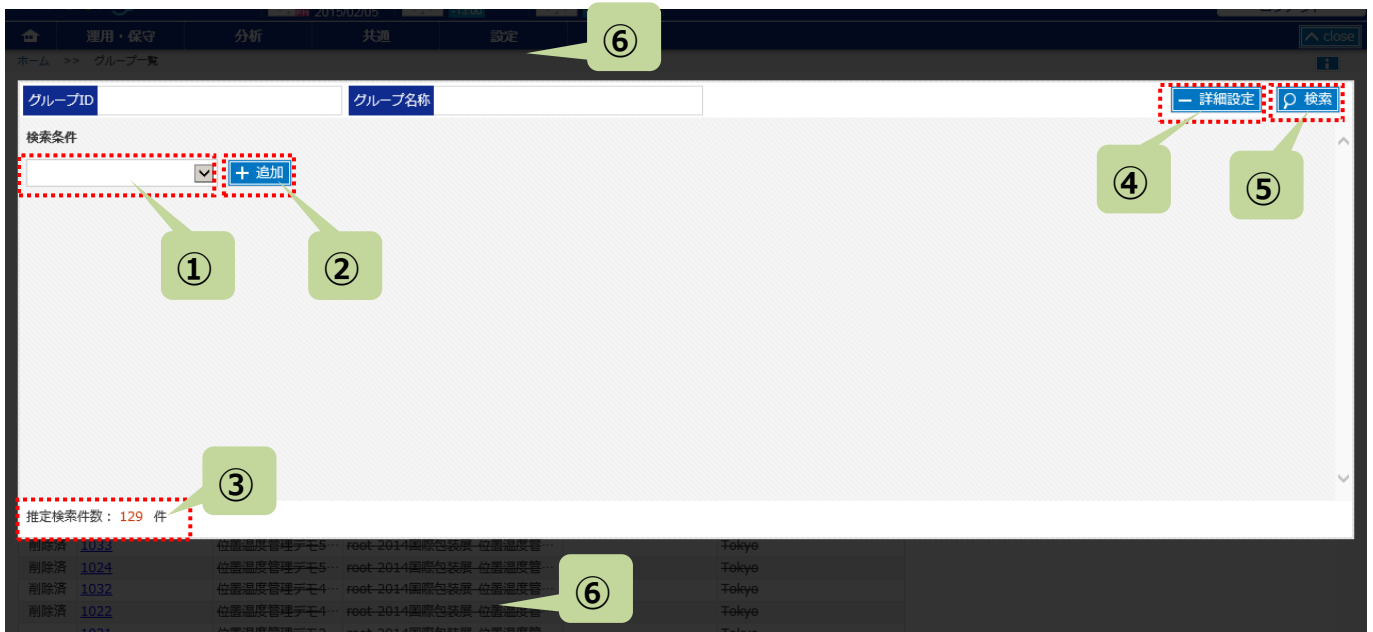 2015/02/05
運用・保守 分析 共通 設定 ⑥ close
ホーム >> グループ一覧
グループID グループ名称 詳細設定 検索
検索条件
追加
④ ⑤
① ②
③
推定検索件数： 129 件
削除済 1033 位置温度管理デモ5… root-2014国際包装展-位置温度管… Tokyo
削除済 1024 位置温度管理デモ5… root-2014国際包装展-位置温度管… Tokyo
削除済 1032 位置温度管理デモ4… root-2014国際包装展-位置温度管 ⑥ Tokyo
削除済 1022 位置温度管理デモ4… root-2014国際包装展-位置温度管 Tokyo